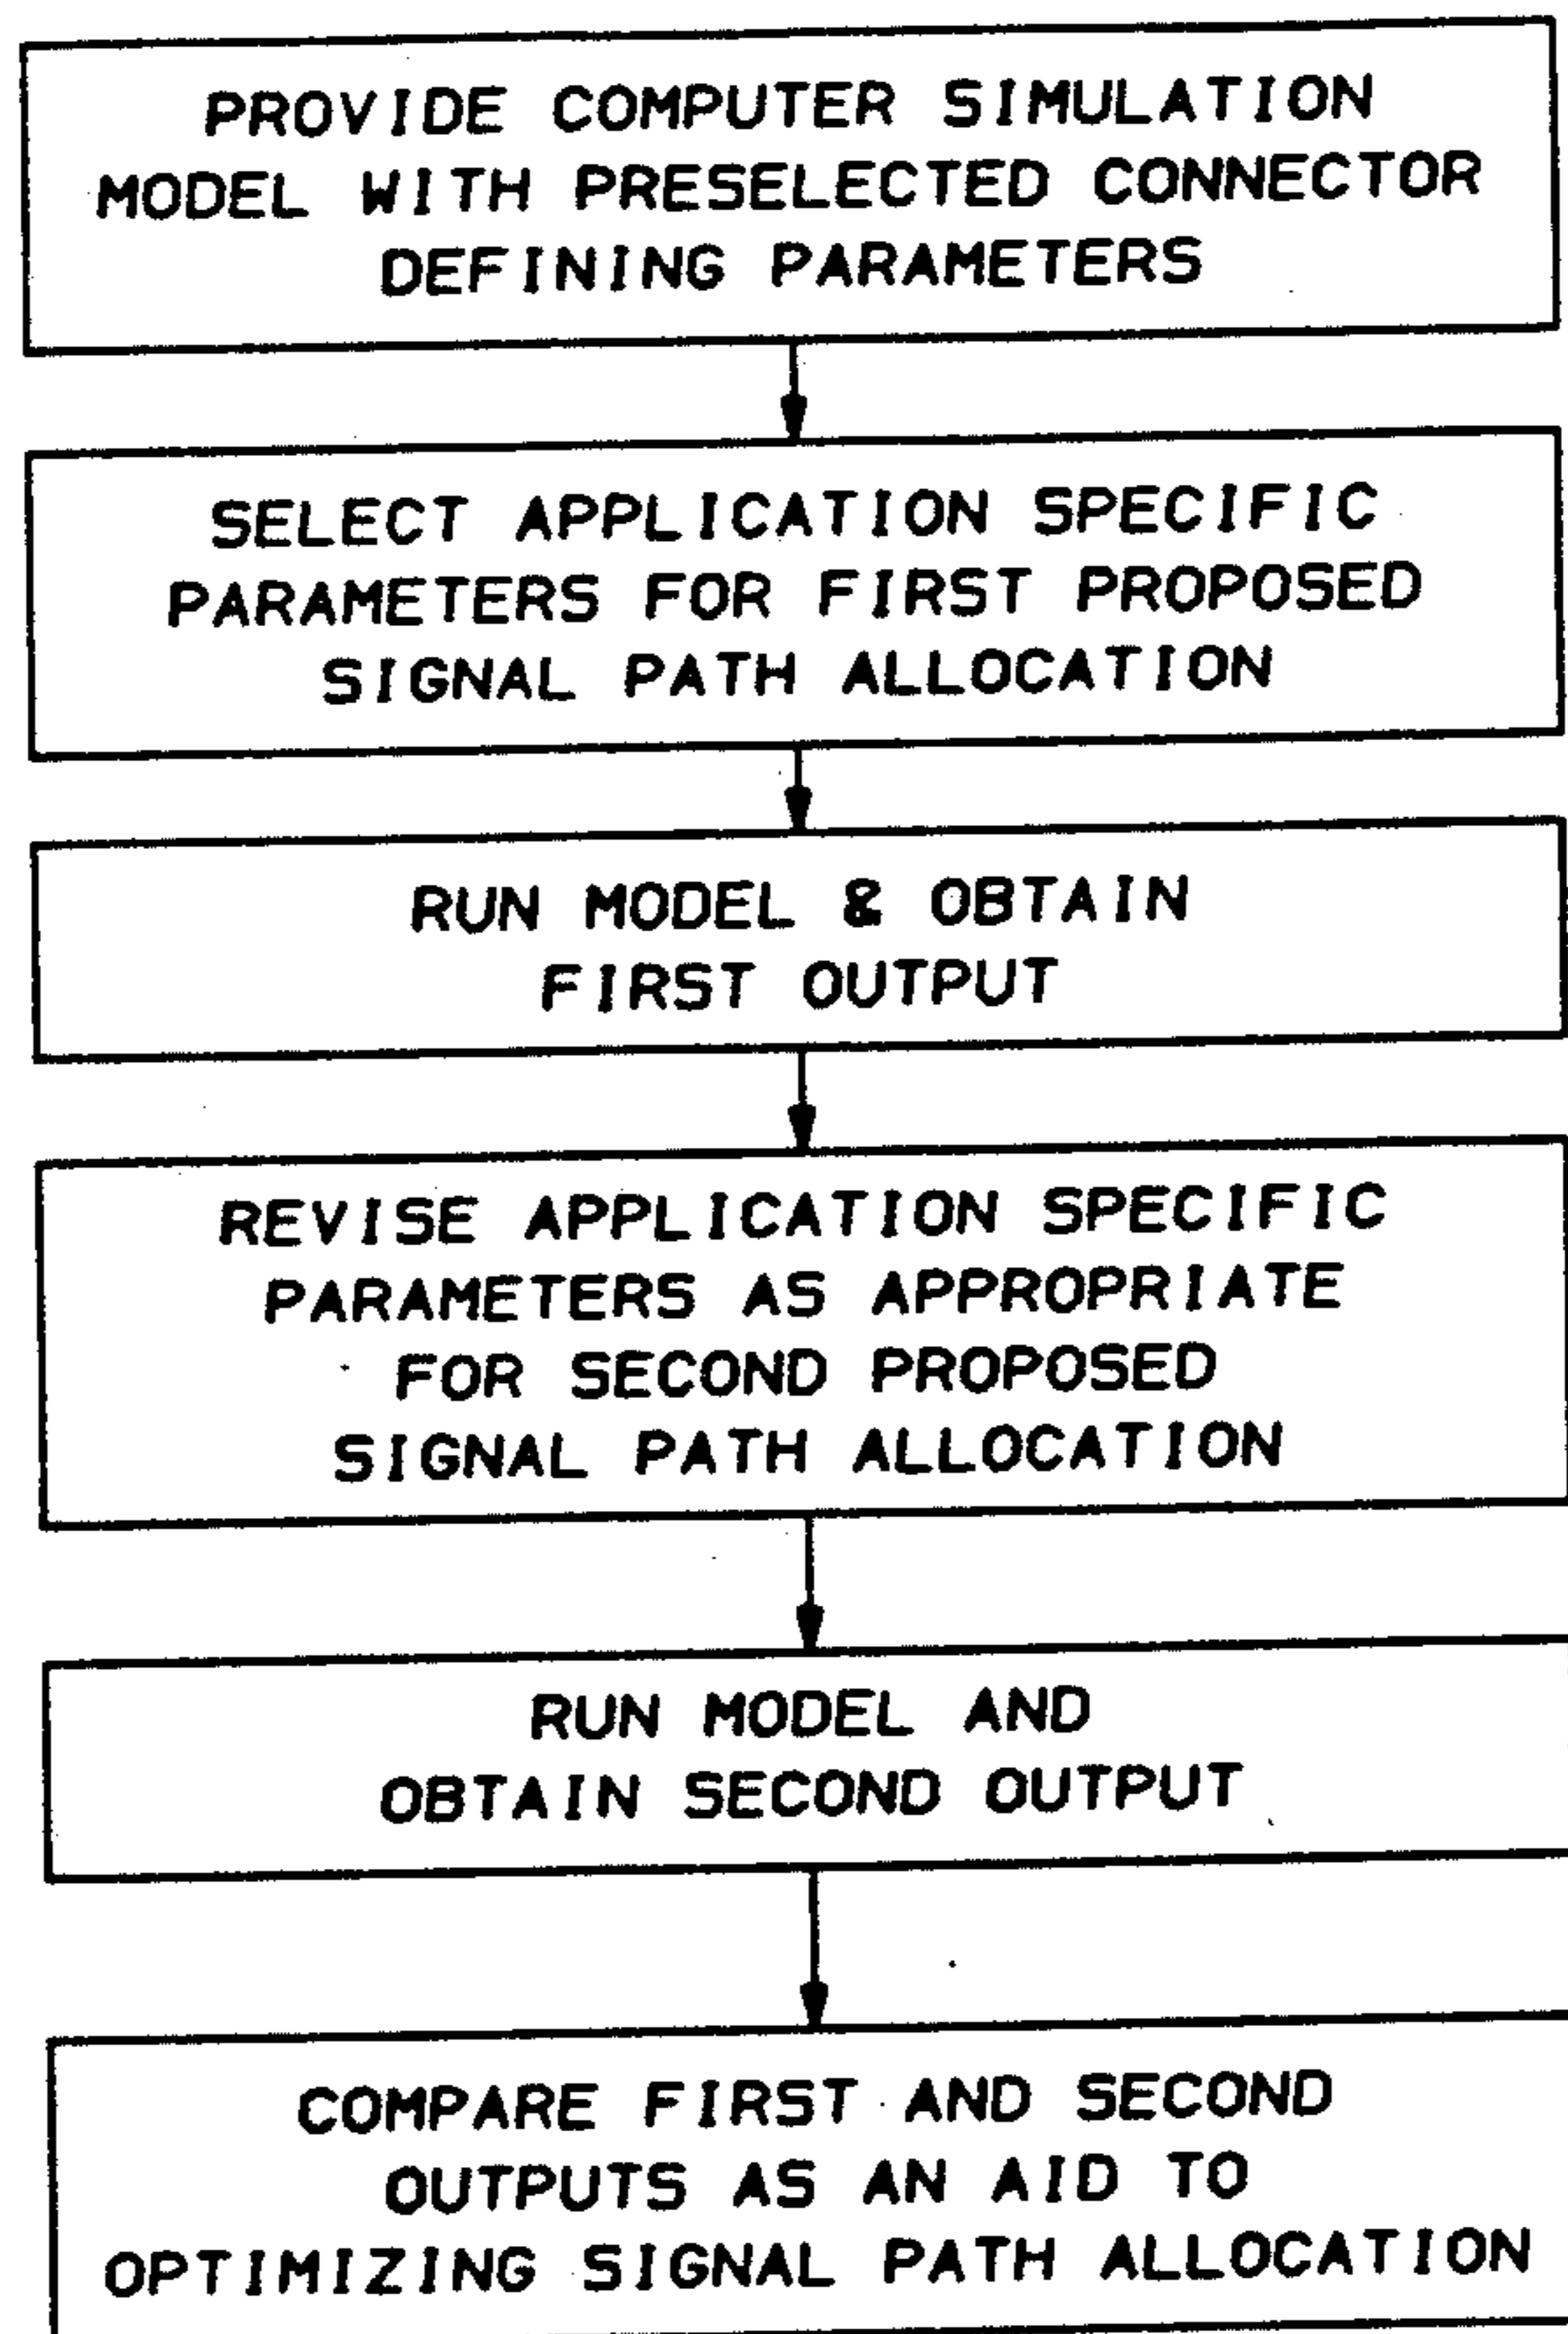 PROVIDE COMPUTER SIMULATION
MODEL WITH PRESELECTED CONNECTOR
DEFINING PARAMETERS
SELECT APPLICATION SPECIFIC
PARAMETERS FOR FIRST PROPOSED
SIGNAL PATH ALLOCATION
RUN MODEL & OBTAIN
FIRST OUTPUT
REVISE APPLICATION SPECIFIC
PARAMETERS AS APPROPRIATE
FOR SECOND PROPOSED
SIGNAL PATH ALLOCATION
RUN MODEL AND
OBTAIN SECOND OUTPUT
COMPARE FIRST AND SECOND
OUTPUTS AS AN AID TO
OPTIMIZING SIGNAL PATH ALLOCATION